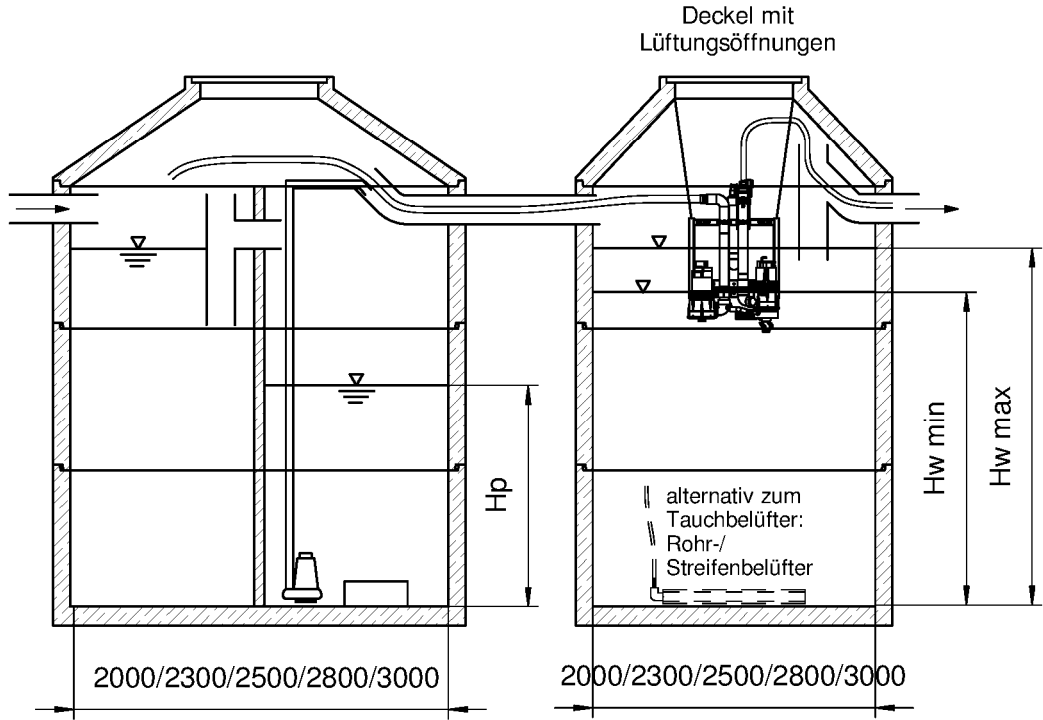 Deckel mit
Lüftungsöffnungen
Hp
Hw min
Hw max
alternativ zum
Tauchbelüfter:
Rohr-/
Streifenbelüfter
2000/2300/2500/2800/3000
2000/2300/2500/2800/3000